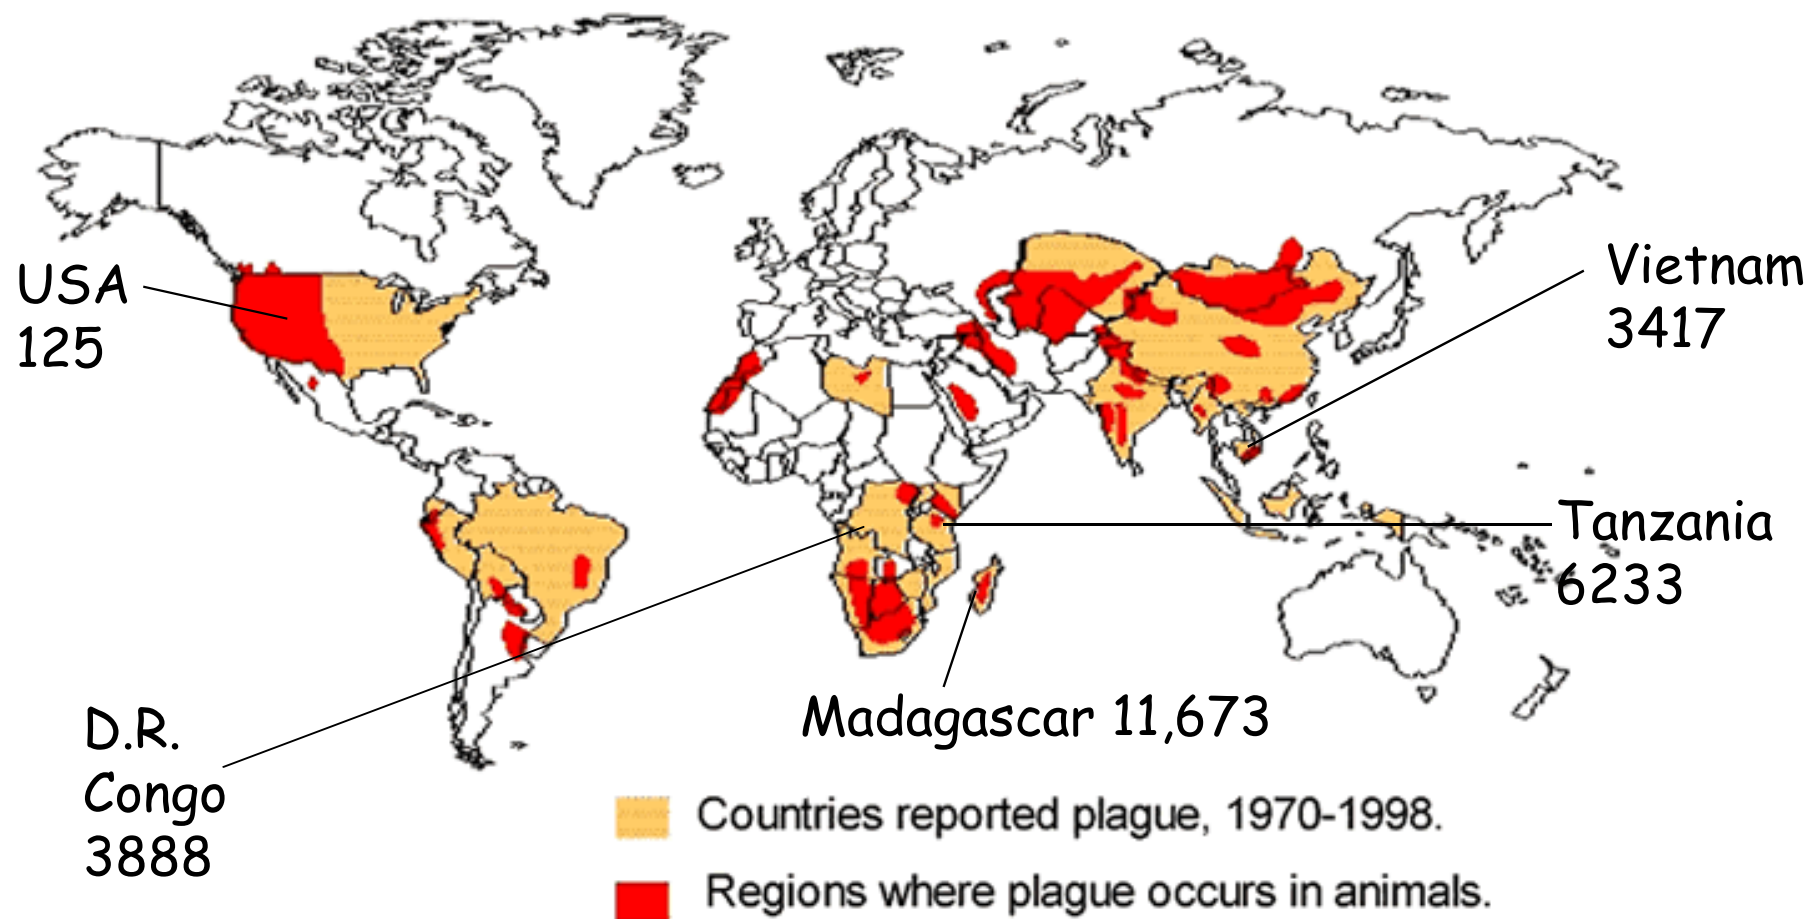 USA
125
Vietnam
3417
Tanzania
6233
Madagascar 11,673
D.R.
Congo
3888
Countries reported plague, 1970-1998.
Regions where plague occurs in animals.